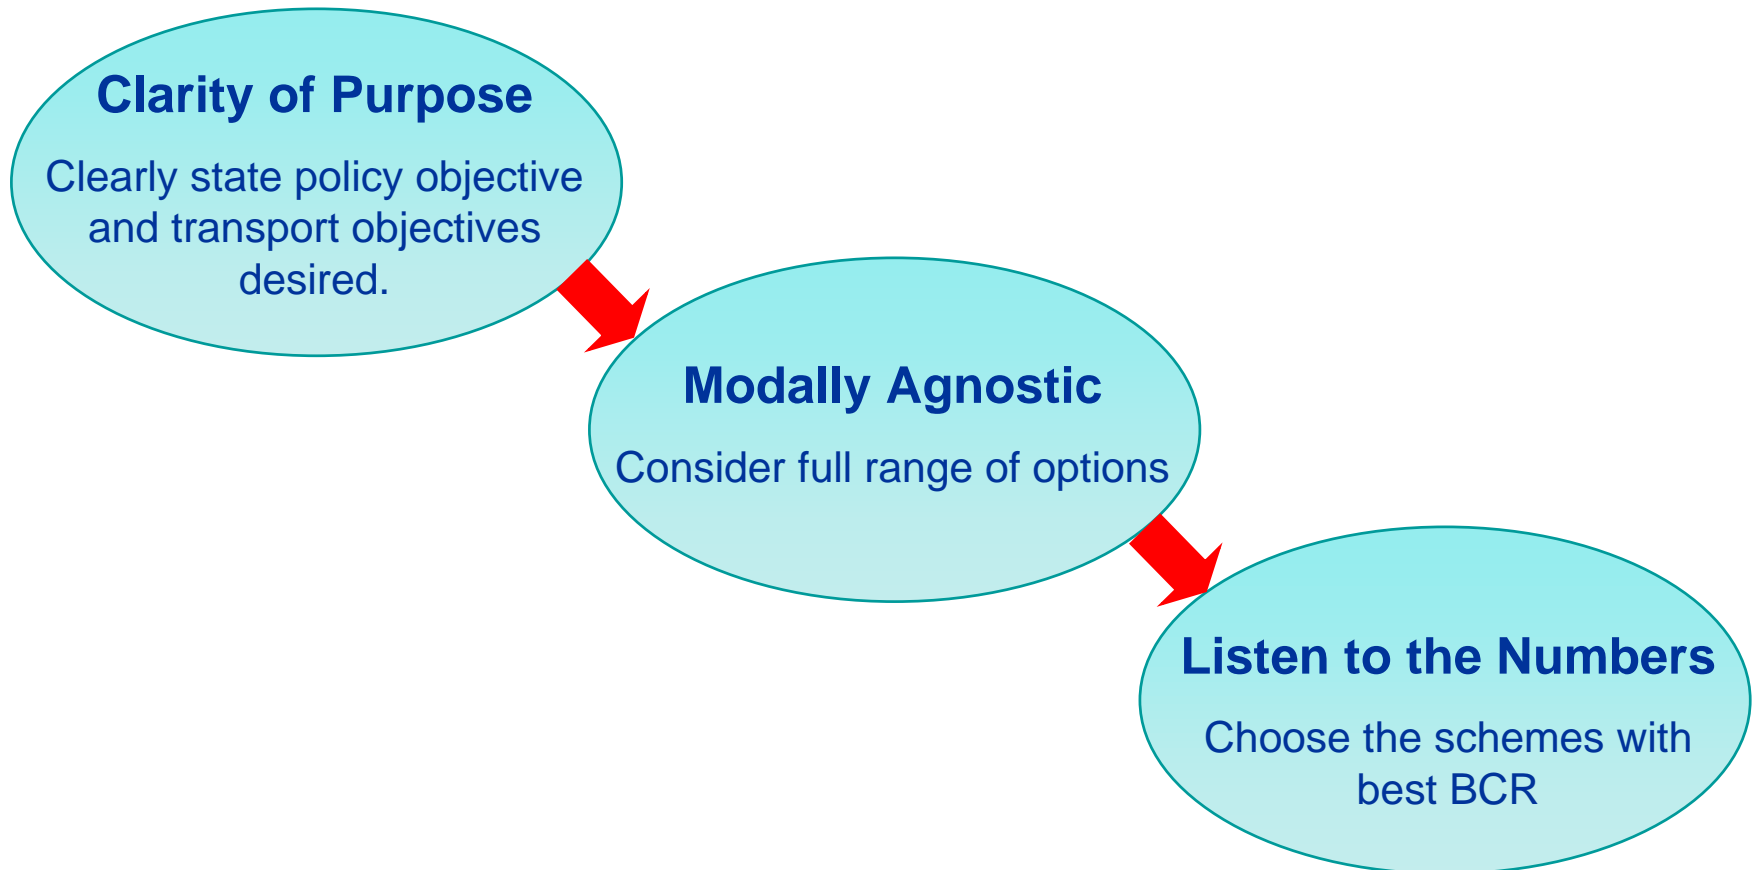 Clarity of Purpose
Clearly state policy objective
and transport objectives
desired.
Modally Agnostic
Consider full range of options
Listen to the Numbers
Choose the schemes with
best BCR